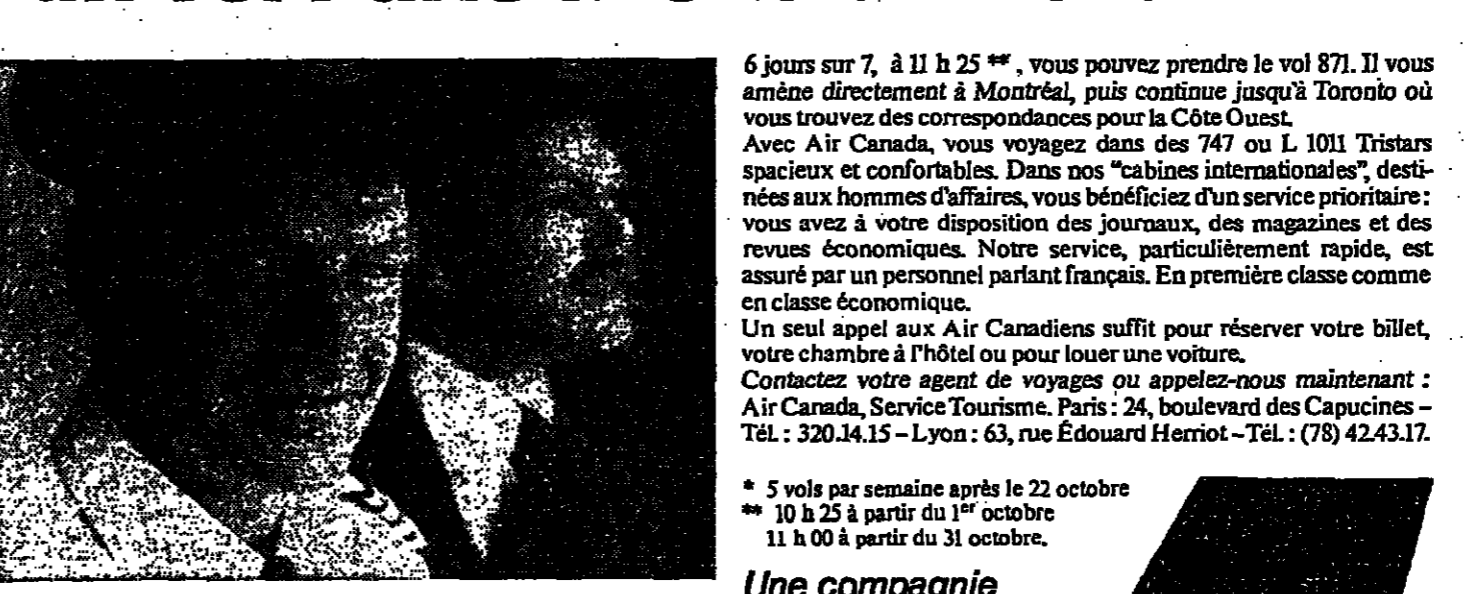 6 jours sur 7, à 11 h 25 **, vous pouvez prendre le vol 871. Il vous
amène directement à Montréal, puis continue jusqu'à Toronto où
vous trouvez des correspondances pour la Côte Ouest.
Avec Air Canada, vous voyagez dans des 747 ou L 1011 Tristars
spacieux et confortables. Dans nos "cabines internationales", desti-
nées aux hommes d'affaires, vous bénéficiez d'un service prioritaire :
vous avez à votre disposition des journaux, des magazines et des
revues économiques. Notre service, particulièrement rapide, est
assuré par un personnel parlant français. En première classe comme
en classe économique.
Un seul appel aux Air Canadiens suffit pour réserver votre billet,
votre chambre à l'hôtel ou pour louer une voiture.
Contactez votre agent de voyages ou appelez-nous maintenant :
Air Canada, Service Tourisme. Paris : 24, boulevard des Capucines –
Tél. : 320.14.15 – Lyon : 63, rue Édouard Herriot – Tél. : (78) 42.43.17.
* 5 vols par semaine après le 22 octobre
** 10 h 25 à partir du 1er octobre
11 h 00 à partir du 31 octobre.
Une compagnie